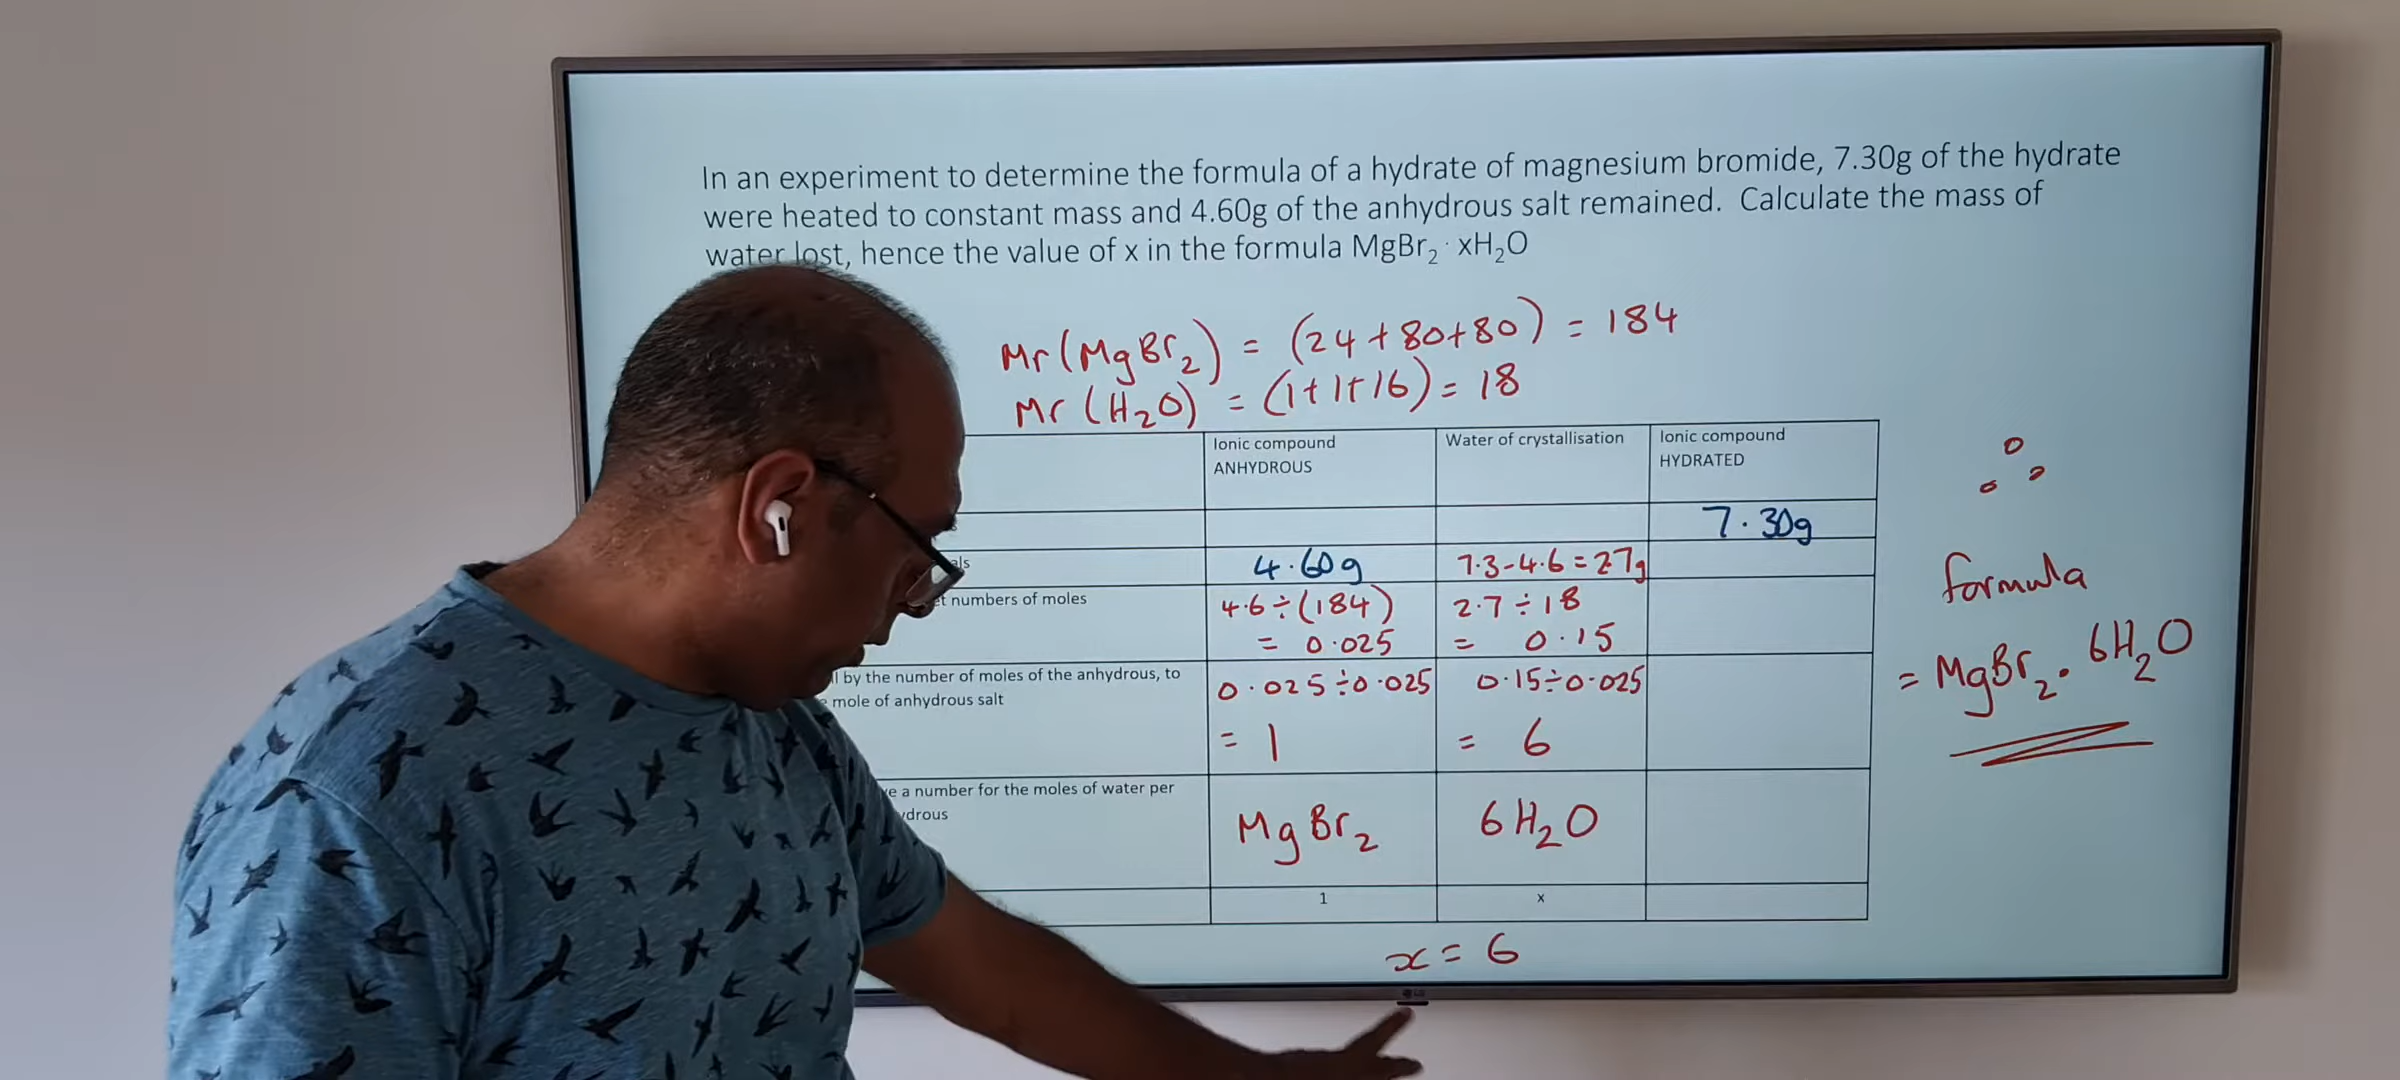 In an experiment to determine the formula of a hydrate of magnesium bromide, 7.30g of the hydrate
were heated to constant mass and 4.60g of the anhydrous salt remained. Calculate the mass of
water lost, hence the value of x in the formula MgBr₂ · xH₂O
Mr (MgBr₂) = (24+80+80) = 184
Mr (H₂O) = (1+1+16) = 18
Ionic compound
ANHYDROUS
Water of crystallisation
Ionic compound
HYDRATED
7.30g
4.60g
7.3-4.6=2.7g
numbers of moles
4.6÷(184)
= 0.025
2.7÷18
= 0.15
by the number of moles of the anhydrous, to
mole of anhydrous salt
0.025÷0.025
= 1
0.15÷0.025
= 6
a number for the moles of water per
MgBr₂
6H₂O
1
x
x = 6
∴
formula
= MgBr₂.6H₂O
LG